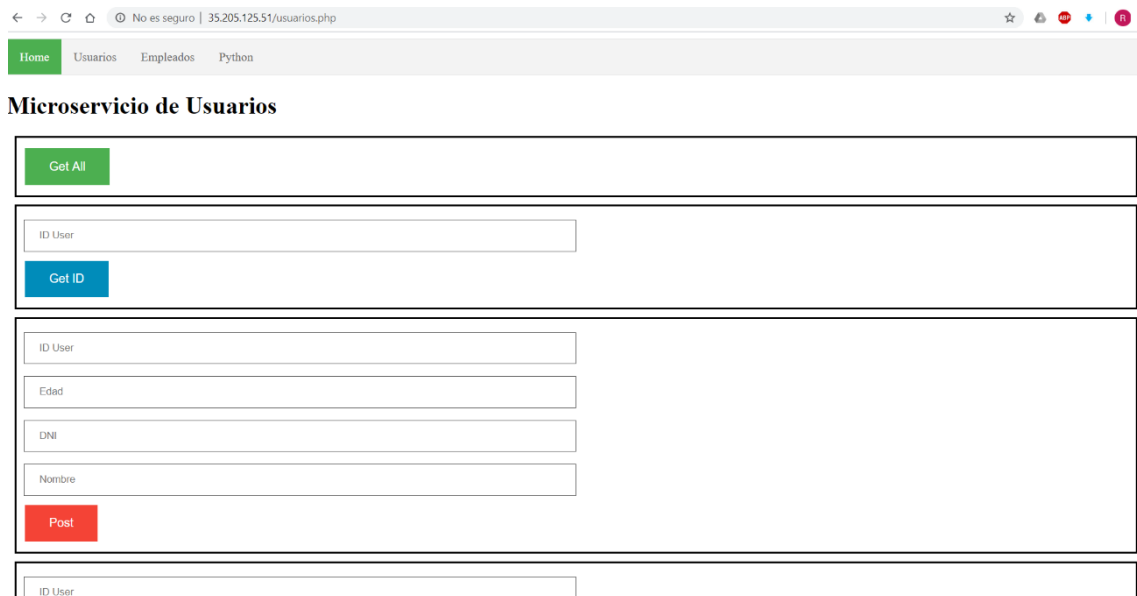 No es seguro | 35.205.125.51/usuarios.php
ABP
R
Home Usuarios Empleados Python
Microservicio de Usuarios
Get All
ID User
Get ID
ID User
Edad
DNI
Nombre
Post
ID User